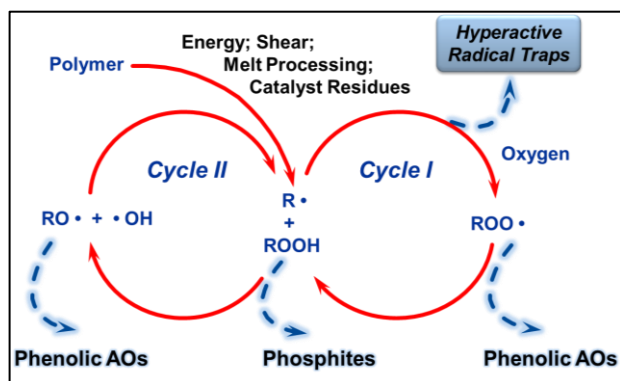 Hyperactive
Radical Traps
Energy; Shear;
Polymer
Melt Processing;
Catalyst Residues
Oxygen
Cycle II
Cycle I
R •
+
ROOH
RO • + • OH
ROO •
Phenolic AOs
Phosphites
Phenolic AOs